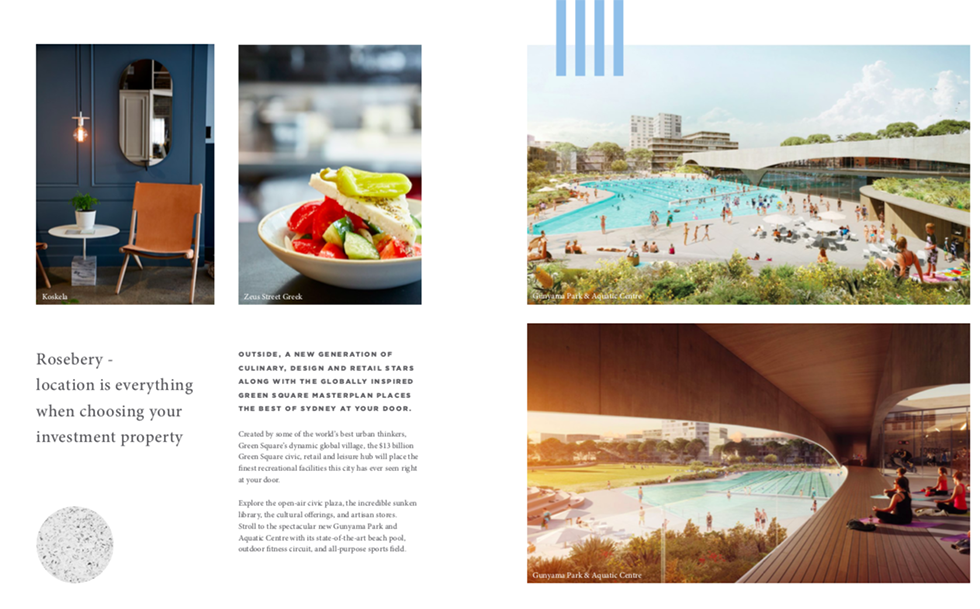 Koskela
Zeus Street Greek
Gunyama Park & Aquatic Centre
Rosebery -
location is everything
when choosing your
investment property
OUTSIDE, A NEW GENERATION OF
CULINARY, DESIGN AND RETAIL STARS
ALONG WITH THE GLOBALLY INSPIRED
GREEN SQUARE MASTERPLAN PLACES
THE BEST OF SYDNEY AT YOUR DOOR.
Created by some of the world's best urban thinkers,
Green Square's dynamic global village, the $13 billion
Green Square civic, retail and leisure hub will place the
finest recreational facilities this city has ever seen right
at your door.
Explore the open-air civic plaza, the incredible sunken
library, the cultural offerings, and artisan stores.
Stroll to the spectacular new Gunyama Park and
Aquatic Centre with its state-of-the-art beach pool,
outdoor fitness circuit, and all-purpose sports field.
Gunyama Park & Aquatic Centre